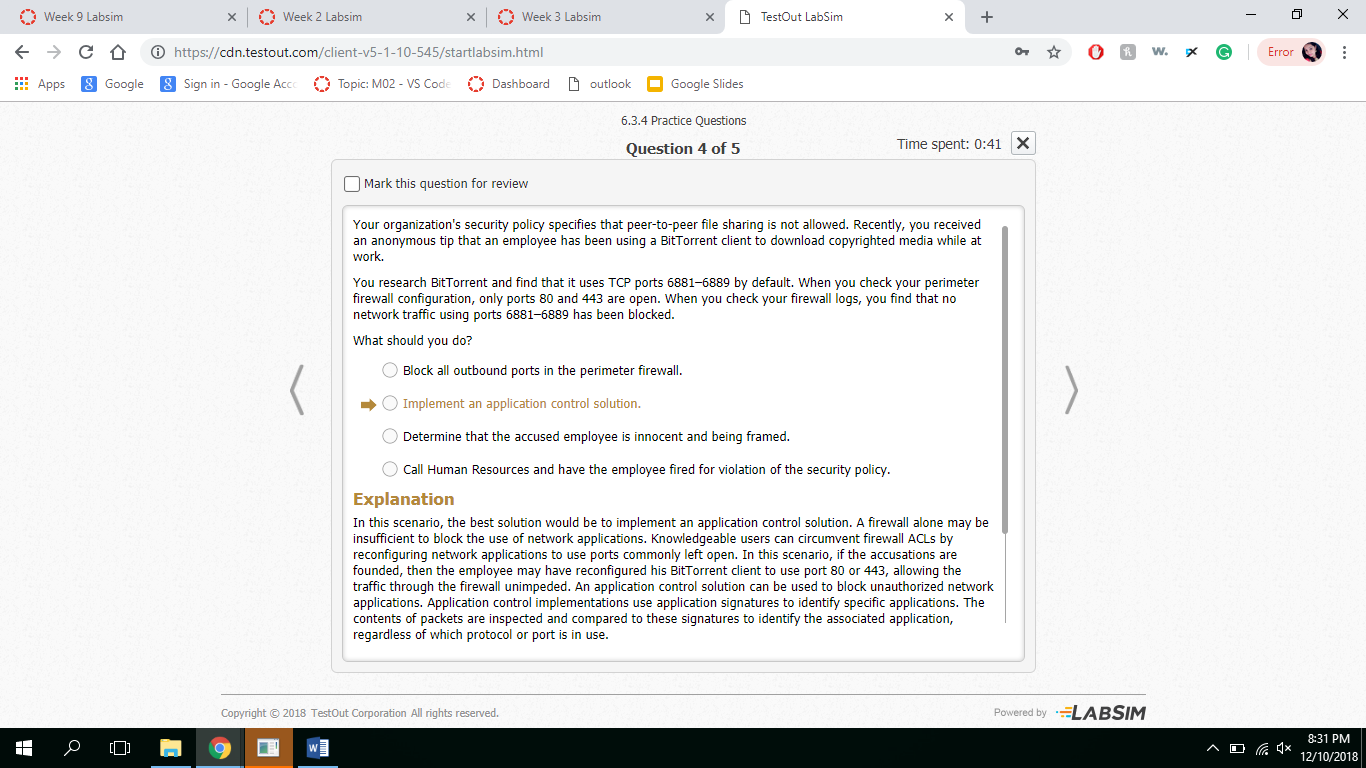 Week 9 Labsim
Week 2 Labsim
Week 3 Labsim
TestOut LabSim
https://cdn.testout.com/client-v5-1-10-545/startlabsim.html
Error
Apps
Google
Sign in - Google Acc
Topic: M02 - VS Code
Dashboard
outlook
Google Slides
6.3.4 Practice Questions
Question 4 of 5
Time spent: 0:41
Mark this question for review
Your organization's security policy specifies that peer-to-peer file sharing is not allowed. Recently, you received
an anonymous tip that an employee has been using a BitTorrent client to download copyrighted media while at
work.
You research BitTorrent and find that it uses TCP ports 6881–6889 by default. When you check your perimeter
firewall configuration, only ports 80 and 443 are open. When you check your firewall logs, you find that no
network traffic using ports 6881–6889 has been blocked.
What should you do?
Block all outbound ports in the perimeter firewall.
Implement an application control solution.
Determine that the accused employee is innocent and being framed.
Call Human Resources and have the employee fired for violation of the security policy.
Explanation
In this scenario, the best solution would be to implement an application control solution. A firewall alone may be
insufficient to block the use of network applications. Knowledgeable users can circumvent firewall ACLs by
reconfiguring network applications to use ports commonly left open. In this scenario, if the accusations are
founded, then the employee may have reconfigured his BitTorrent client to use port 80 or 443, allowing the
traffic through the firewall unimpeded. An application control solution can be used to block unauthorized network
applications. Application control implementations use application signatures to identify specific applications. The
contents of packets are inspected and compared to these signatures to identify the associated application,
regardless of which protocol or port is in use.
Copyright © 2018 TestOut Corporation All rights reserved.
Powered by LABSIM
8:31 PM
12/10/2018